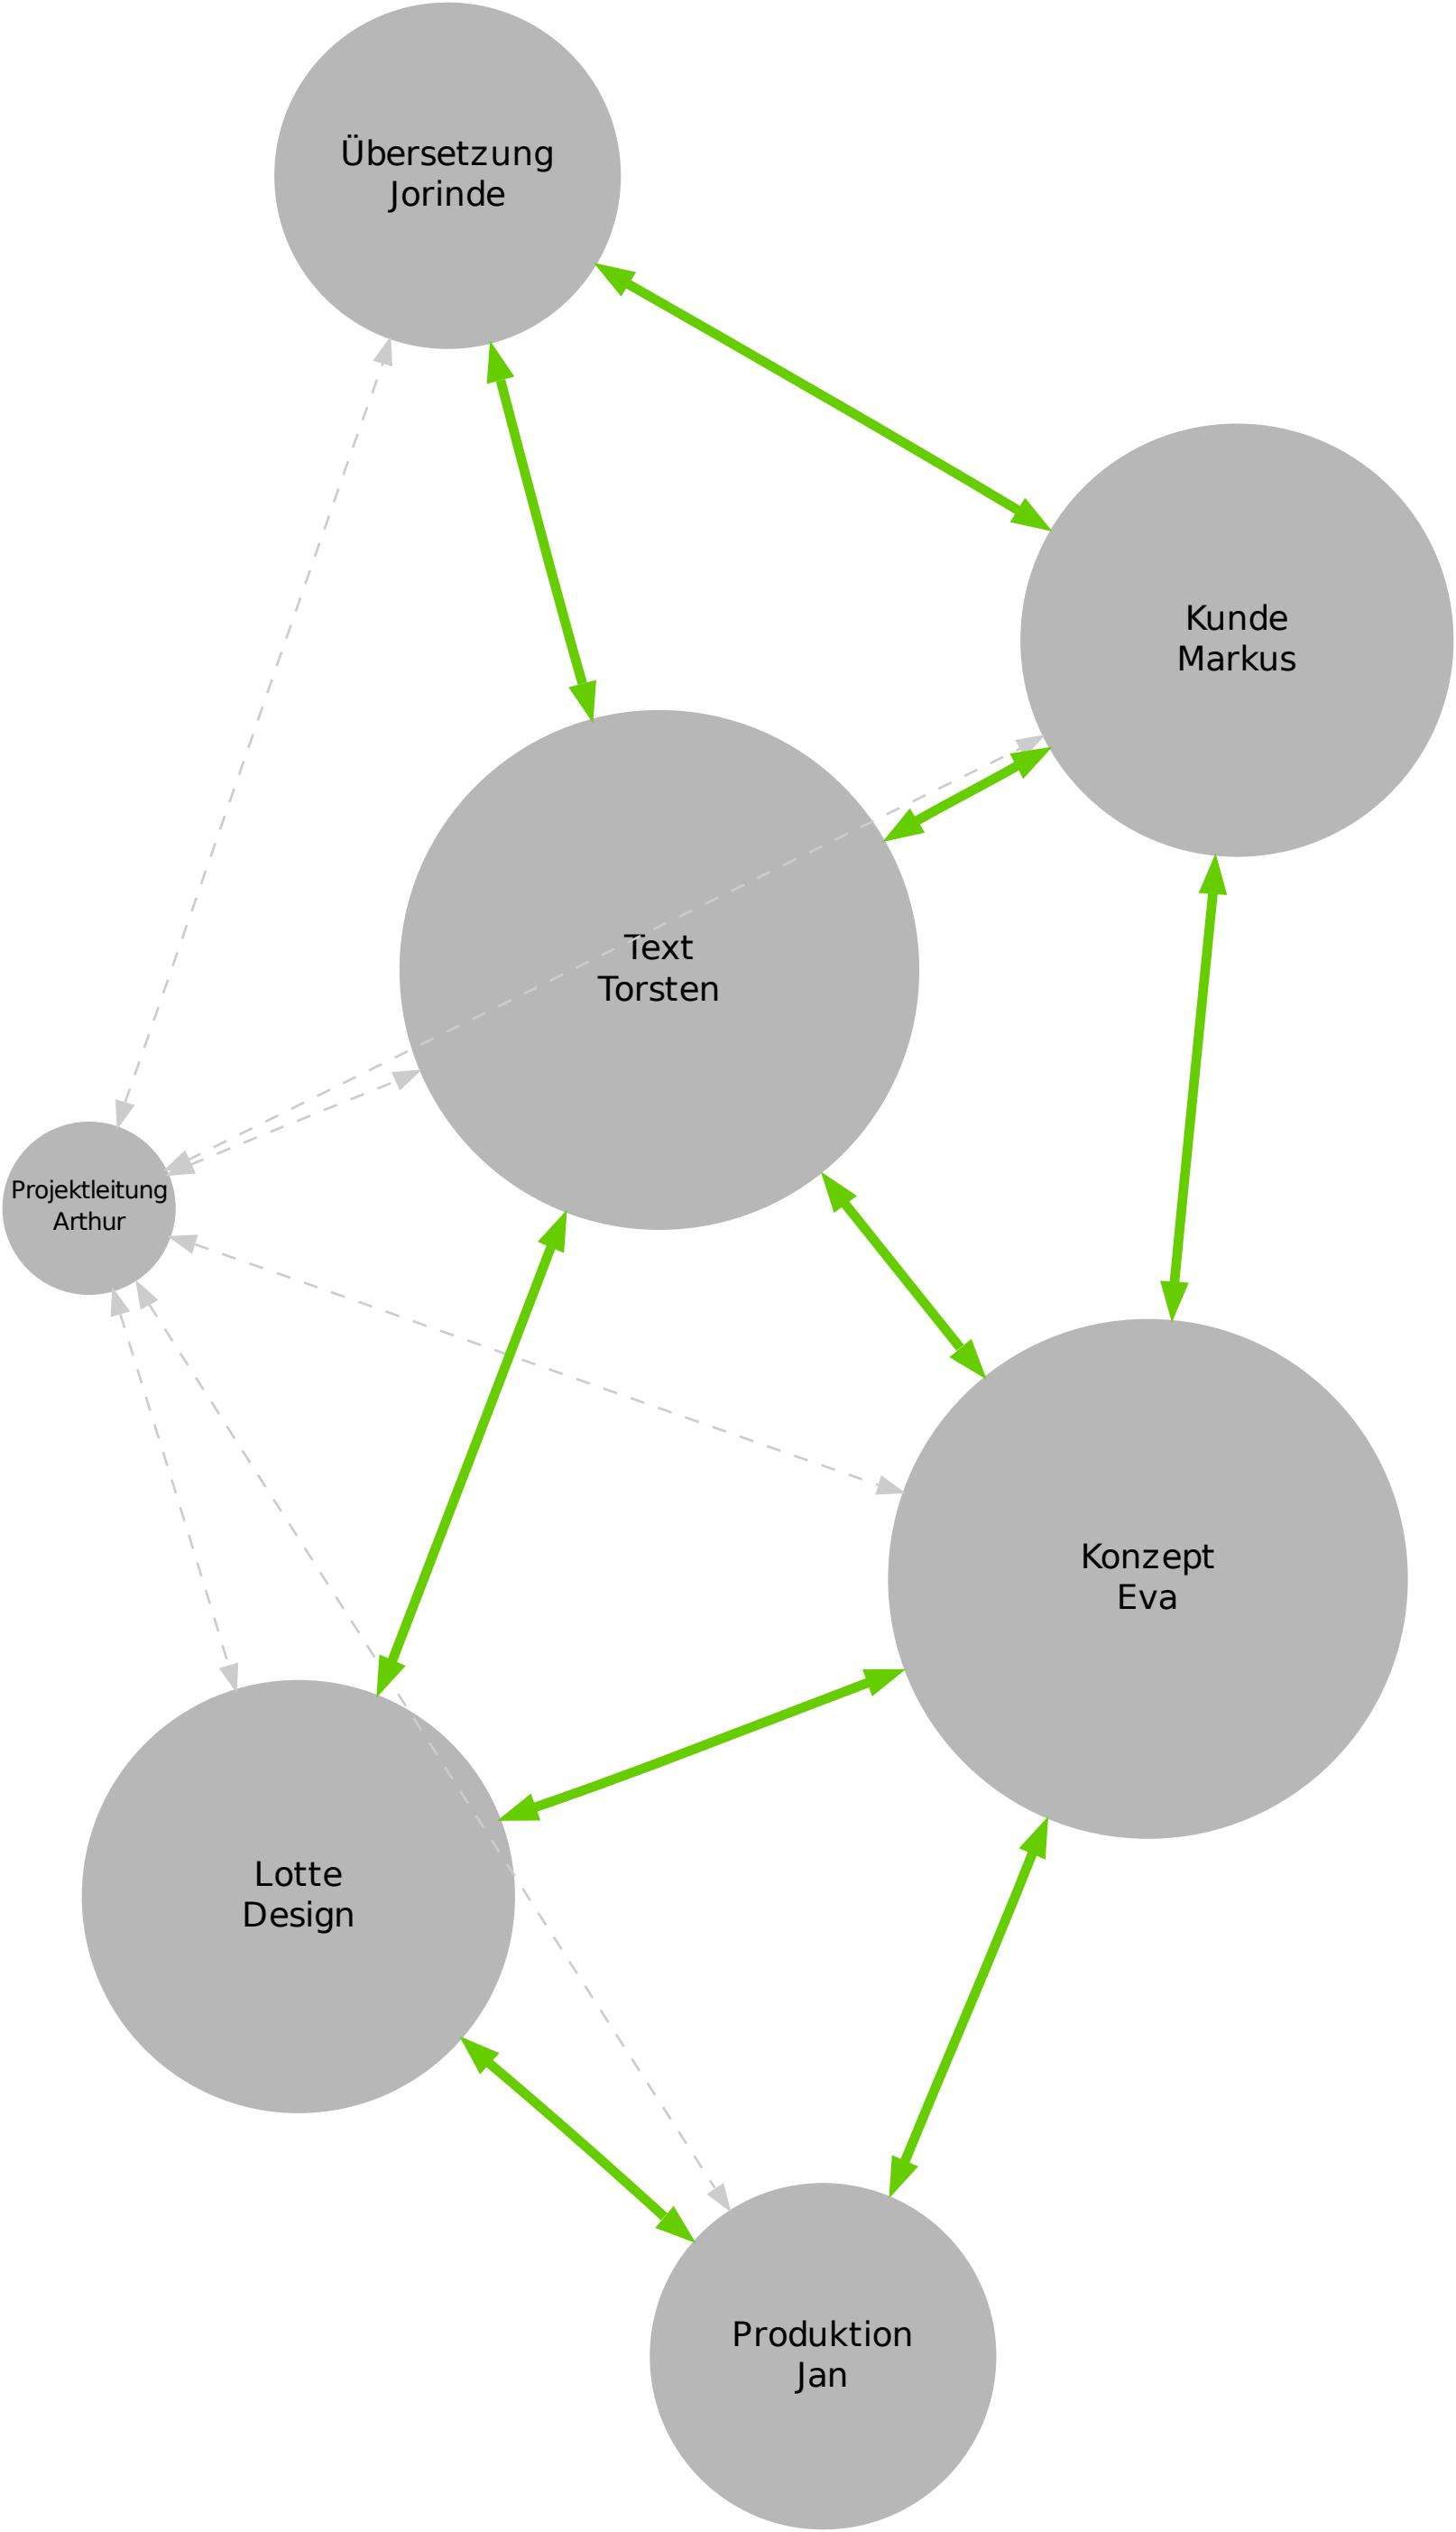 Übersetzung
Jorinde
Kunde
Markus
Text
Torsten
Projektleitung
Arthur
Konzept
Eva
Lotte
Design
Produktion
Jan